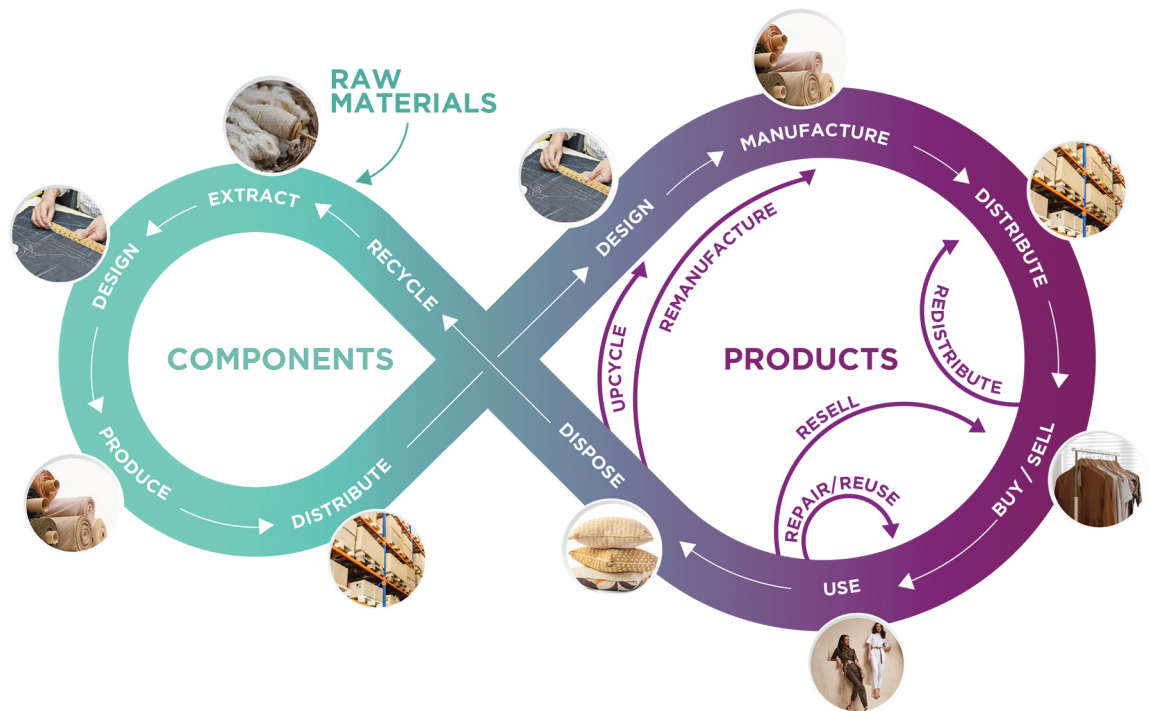 RAW
MATERIALS
EXTRACT
DESIGN
PRODUCE
DISTRIBUTE
RECYCLE
COMPONENTS
DESIGN
MANUFACTURE
DISTRIBUTE
BUY / SELL
USE
DISPOSE
UPCYCLE
REMANUFACTURE
REDISTRIBUTE
PRODUCTS
RESELL
REPAIR/REUSE